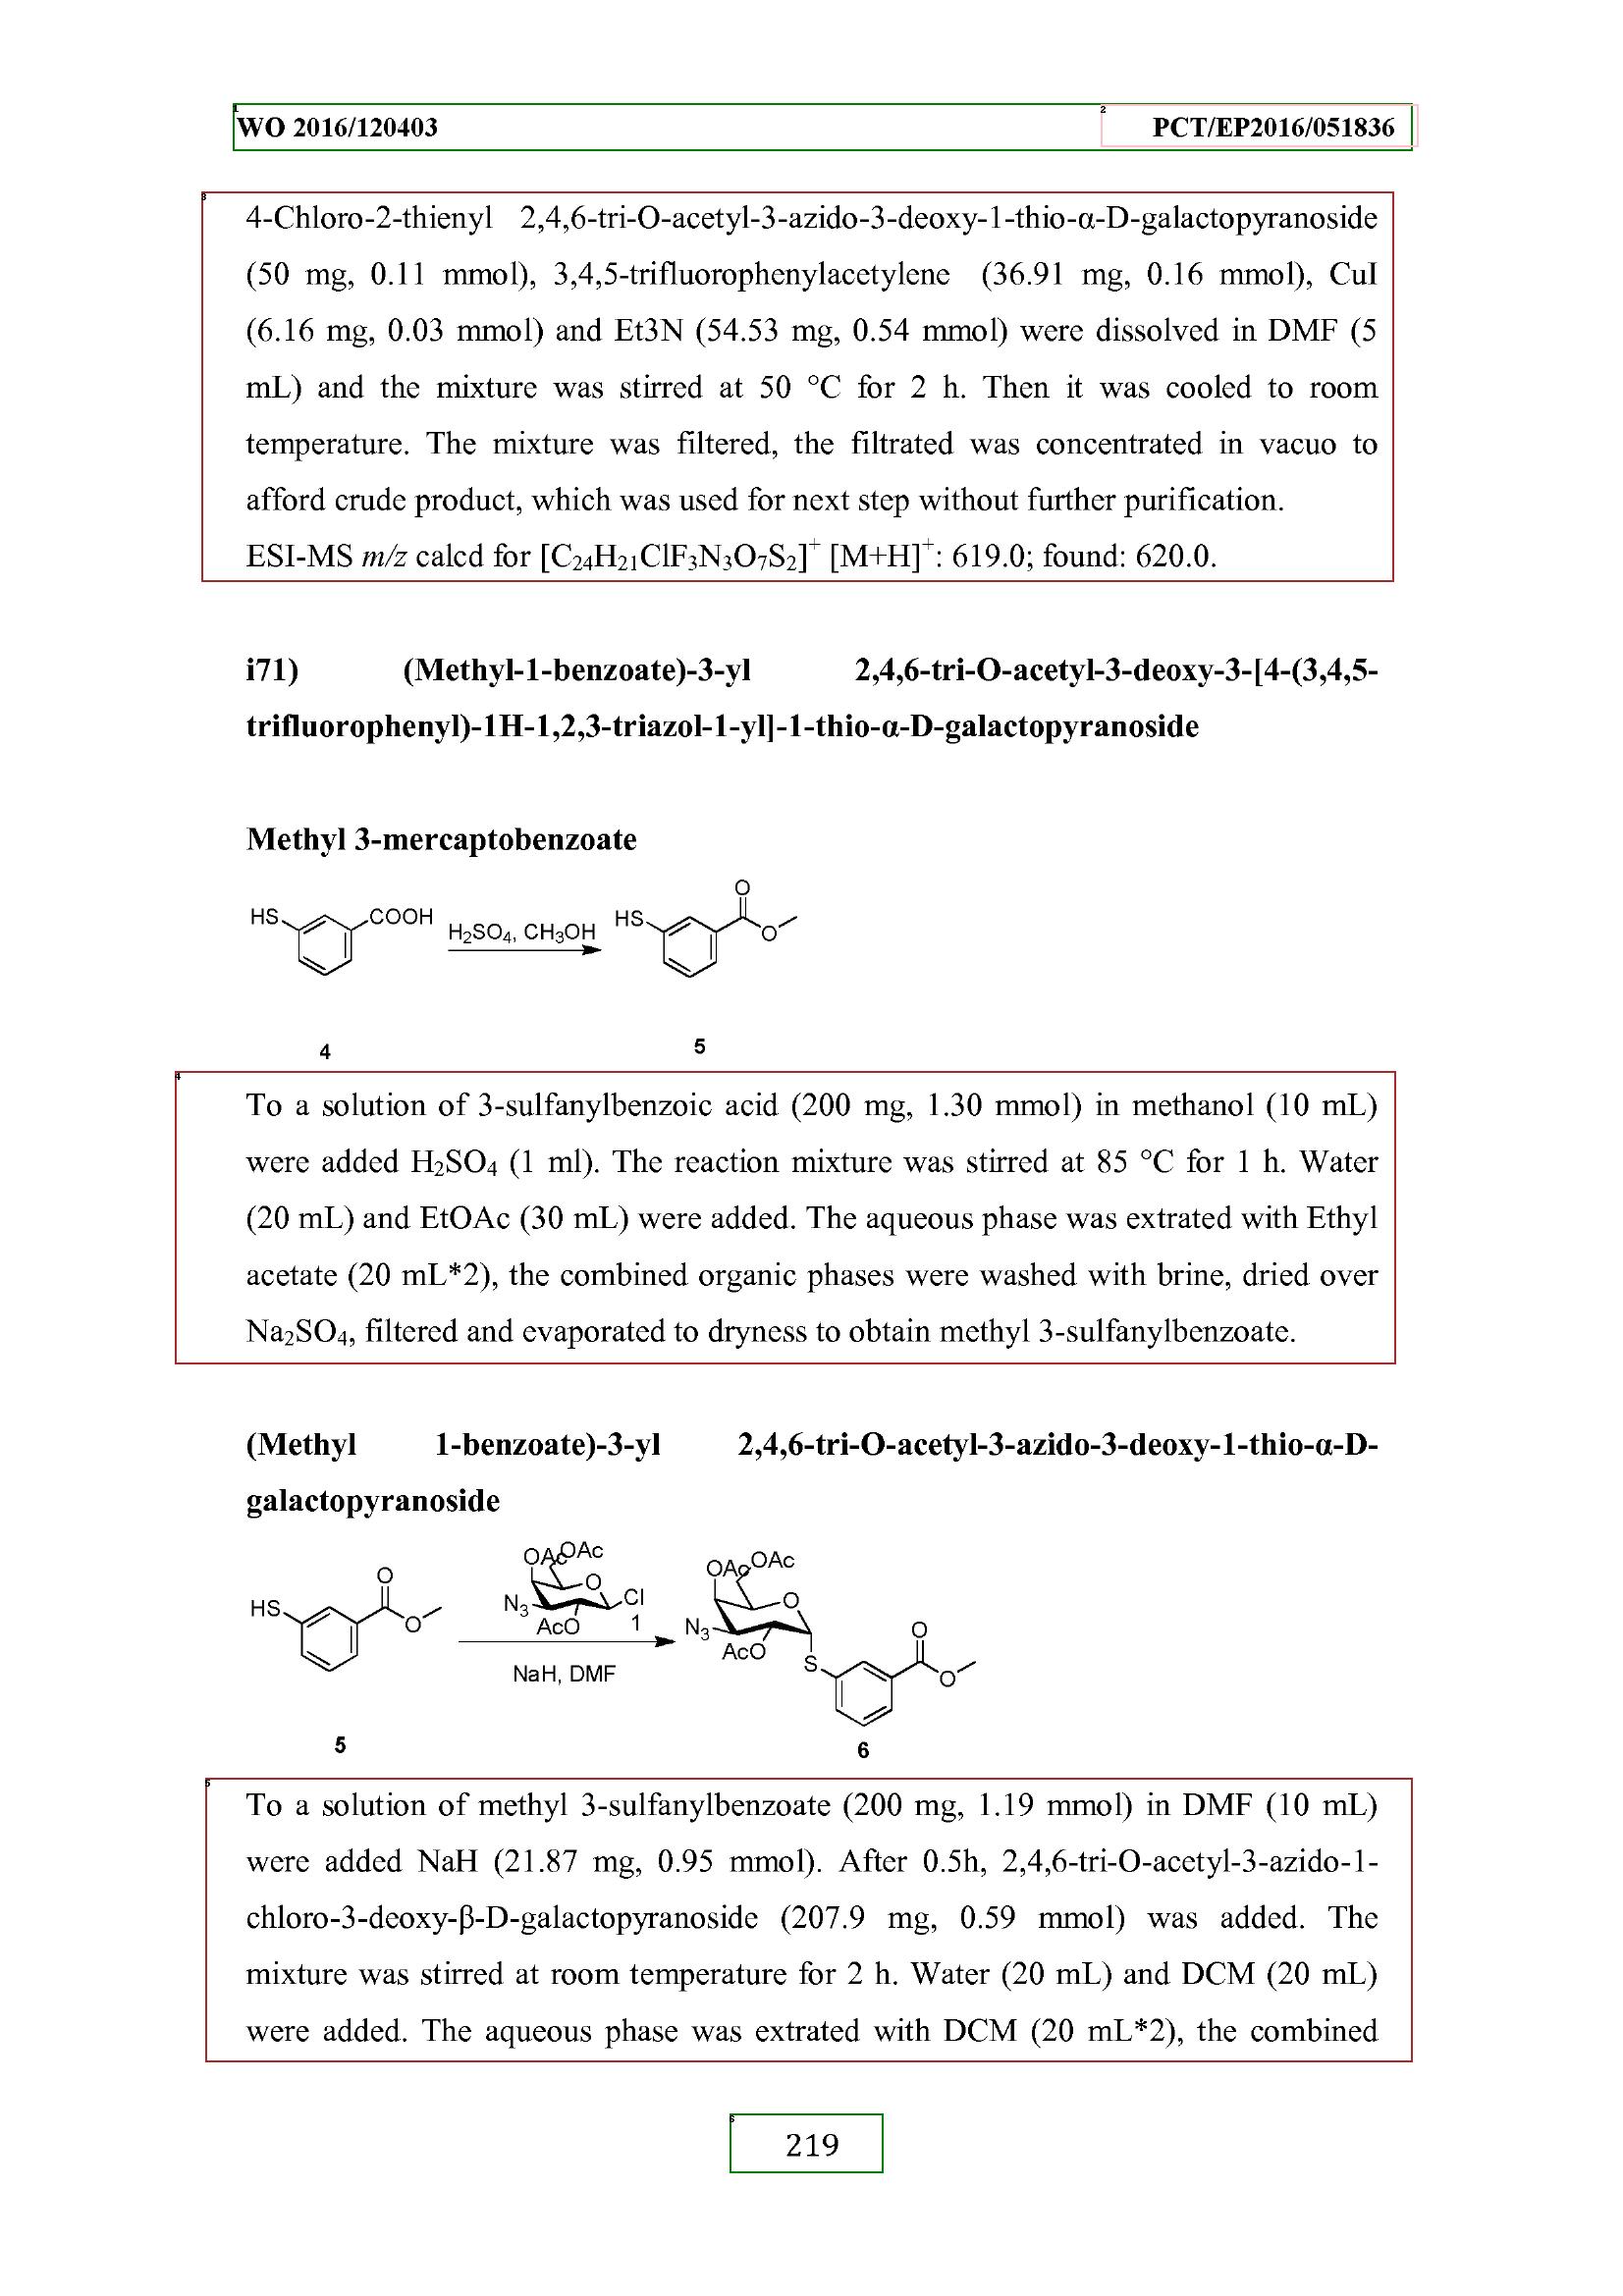 WO 2016/120403 PCT/EP2016/051836
4-Chloro-2-thienyl 2,4,6-tri-O-acetyl-3-azido-3-deoxy-1-thio-α-D-galactopyranoside
(50 mg, 0.11 mmol), 3,4,5-trifluorophenylacetylene (36.91 mg, 0.16 mmol), CuI
(6.16 mg, 0.03 mmol) and Et3N (54.53 mg, 0.54 mmol) were dissolved in DMF (5
mL) and the mixture was stirred at 50 °C for 2 h. Then it was cooled to room
temperature. The mixture was filtered, the filtrated was concentrated in vacuo to
afford crude product, which was used for next step without further purification.
ESI-MS m/z calcd for [C₂₄H₂₁ClF₃N₃O₇S₂]⁺ [M+H]⁺: 619.0; found: 620.0.
i71) (Methyl-1-benzoate)-3-yl 2,4,6-tri-O-acetyl-3-deoxy-3-[4-(3,4,5-
trifluorophenyl)-1H-1,2,3-triazol-1-yl]-1-thio-α-D-galactopyranoside
Methyl 3-mercaptobenzoate
HS COOH H₂SO₄, CH₃OH HS O O
4 5
To a solution of 3-sulfanylbenzoic acid (200 mg, 1.30 mmol) in methanol (10 mL)
were added H₂SO₄ (1 ml). The reaction mixture was stirred at 85 °C for 1 h. Water
(20 mL) and EtOAc (30 mL) were added. The aqueous phase was extrated with Ethyl
acetate (20 mL*2), the combined organic phases were washed with brine, dried over
Na₂SO₄, filtered and evaporated to dryness to obtain methyl 3-sulfanylbenzoate.
(Methyl 1-benzoate)-3-yl 2,4,6-tri-O-acetyl-3-azido-3-deoxy-1-thio-α-D-
galactopyranoside
OAc OAc OAc OAc
HS O O N₃ O Cl AcO 1 N₃ O AcO S O O
NaH, DMF
5 6
To a solution of methyl 3-sulfanylbenzoate (200 mg, 1.19 mmol) in DMF (10 mL)
were added NaH (21.87 mg, 0.95 mmol). After 0.5h, 2,4,6-tri-O-acetyl-3-azido-1-
chloro-3-deoxy-β-D-galactopyranoside (207.9 mg, 0.59 mmol) was added. The
mixture was stirred at room temperature for 2 h. Water (20 mL) and DCM (20 mL)
were added. The aqueous phase was extrated with DCM (20 mL*2), the combined
219